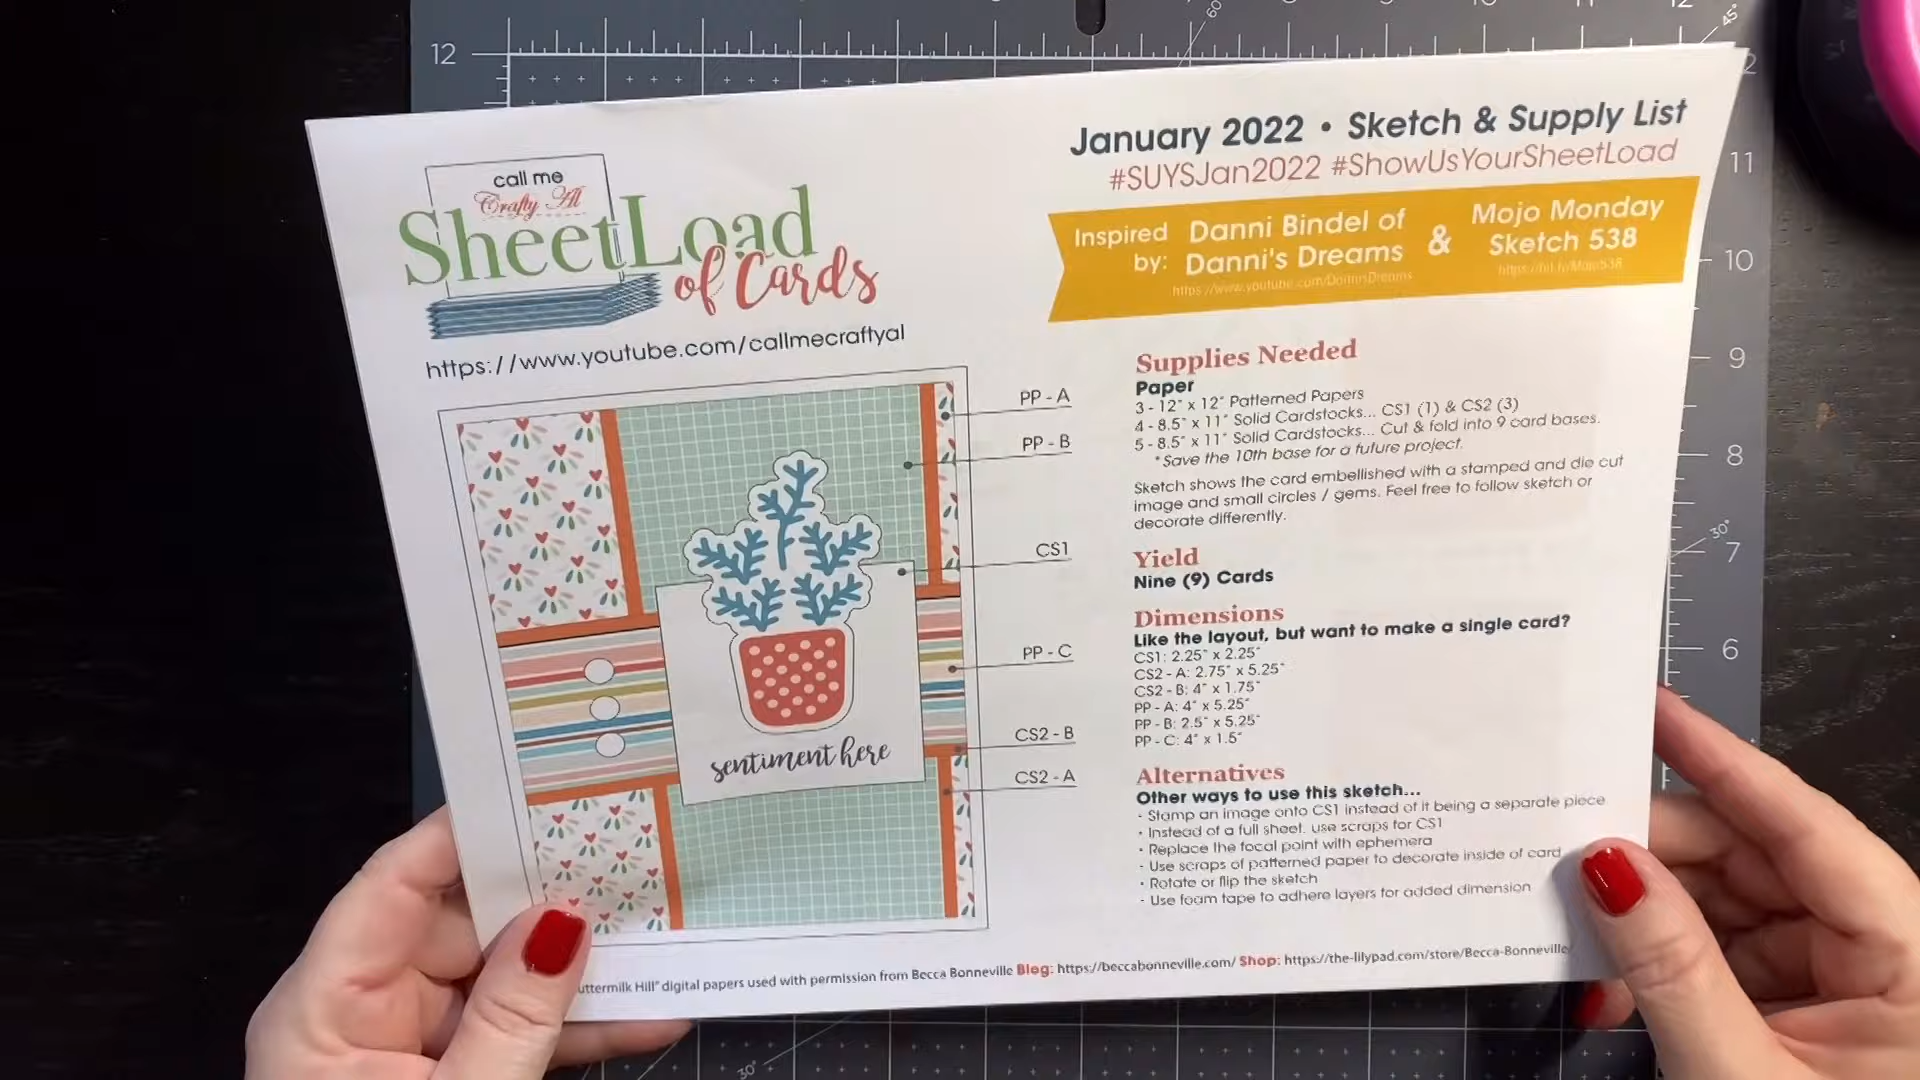 call me
Crafty Al
SheetLoad
of Cards
https://www.youtube.com/callmecraftyal
January 2022 • Sketch & Supply List
#SUYSJan2022 #ShowUsYourSheetLoad
Inspired by:
Danni Bindel of
Danni's Dreams
https://www.youtube.com/DannisDreams
&
Mojo Monday
Sketch 538
PP - A
PP - B
CS1
PP - C
CS2 - B
CS2 - A
sentiment here
Supplies Needed
Paper
3 - 12" x 12" Patterned Papers
4 - 8.5" x 11" Solid Cardstocks... CS1 (1) & CS2 (3)
5 - 8.5" x 11" Solid Cardstocks... Cut & fold into 9 card bases.
*Save the 10th base for a future project.
Sketch shows the card embellished with a stamped and die cut
image and small circles / gems. Feel free to follow sketch or
decorate differently.
Yield
Nine (9) Cards
Dimensions
Like the layout, but want to make a single card?
CS1: 2.25" x 2.25"
CS2 - A: 2.75" x 5.25"
CS2 - B: 4" x 1.75"
PP - A: 4" x 5.25"
PP - B: 2.5" x 5.25"
PP - C: 4" x 1.5"
Alternatives
Other ways to use this sketch...
• Stamp an image onto CS1 instead of it being a separate piece
• Instead of a full sheet, use scraps for CS1
• Replace the focal point with ephemera
• Use scraps of patterned paper to decorate inside of card
• Rotate or flip the sketch
• Use foam tape to adhere layers for added dimension
uttermilk Hill" digital papers used with permission from Becca Bonneville Blog: https://beccabonneville.com/ Shop: https://the-lilypad.com/store/Becca-Bonneville
12
11
10
9
8
7
6
60
45°
30°
30°